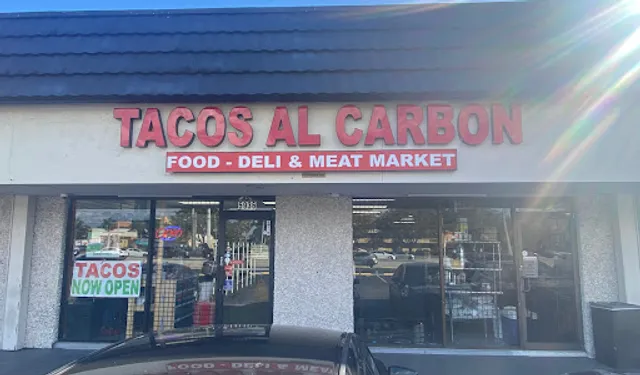 TACOS AL CARBON
FOOD - DELI & MEAT MARKET
TACOS
NOW OPEN